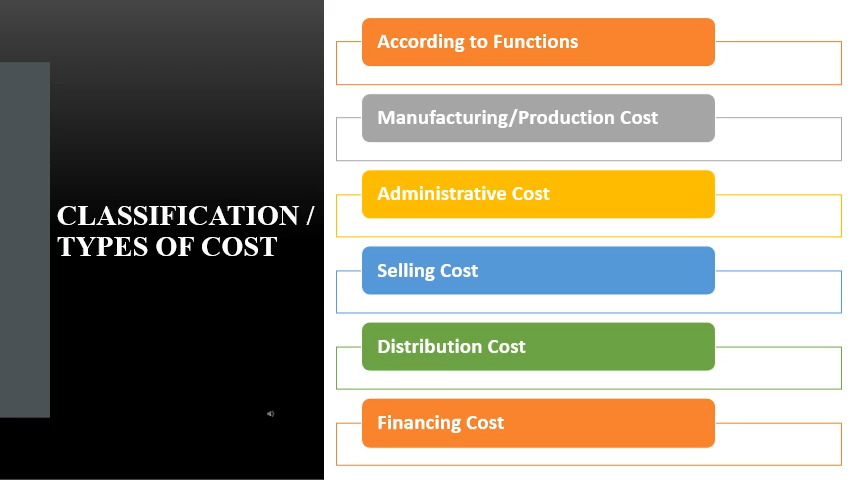 CLASSIFICATION /
TYPES OF COST
According to Functions
Manufacturing/Production Cost
Administrative Cost
Selling Cost
Distribution Cost
Financing Cost